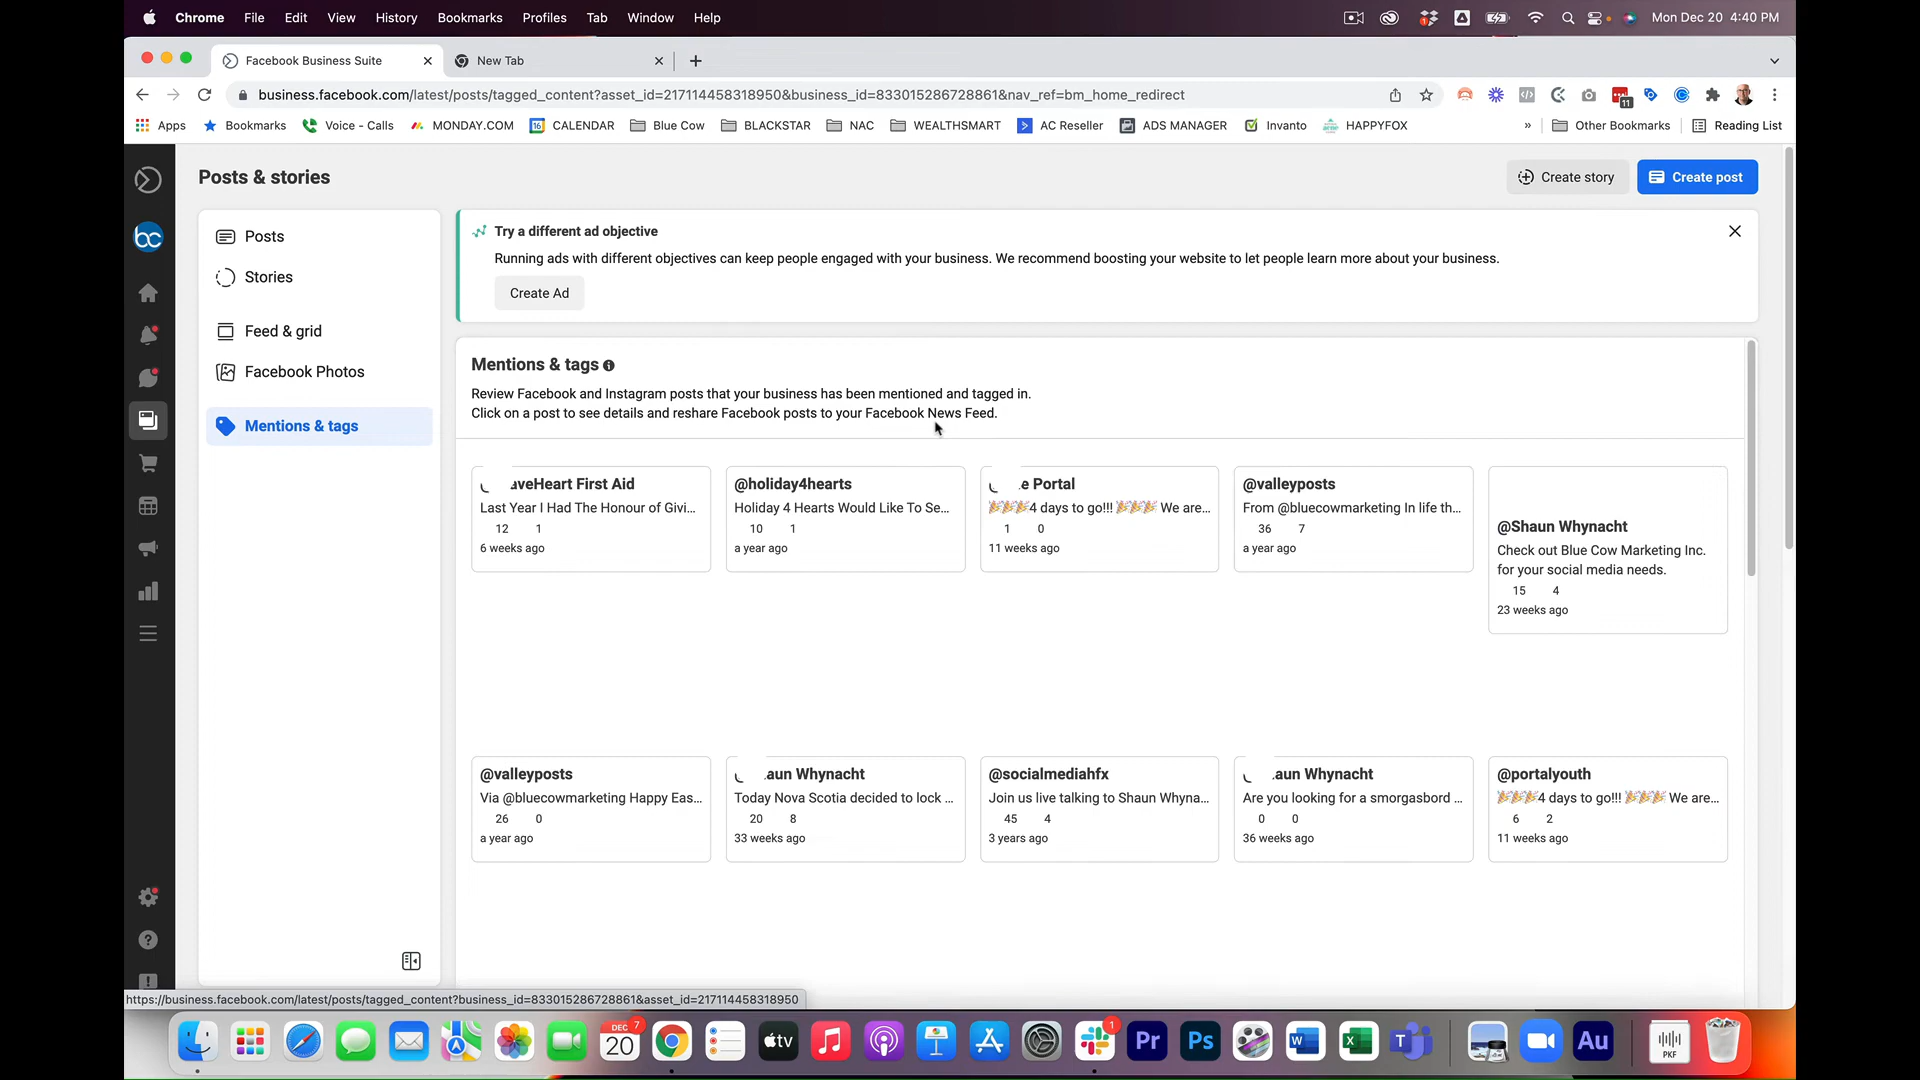 Chrome File Edit View History Bookmarks Profiles Tab Window Help
1
Mon Dec 20 4:40 PM
Facebook Business Suite
New Tab
business.facebook.com/latest/posts/tagged_content?asset_id=217114458318950&business_id=833015286728861&nav_ref=bm_home_redirect
11
Apps Bookmarks Voice - Calls MONDAY.COM 16 CALENDAR Blue Cow BLACKSTAR NAC WEALTHSMART AC Reseller ADS MANAGER Invanto HAPPYFOX » Other Bookmarks Reading List
bc
Posts & stories
Create story
Create post
Posts
Stories
Feed & grid
Facebook Photos
Mentions & tags
Try a different ad objective
Running ads with different objectives can keep people engaged with your business. We recommend boosting your website to let people learn more about your business.
Create Ad
Mentions & tags
Review Facebook and Instagram posts that your business has been mentioned and tagged in.
Click on a post to see details and reshare Facebook posts to your Facebook News Feed.
aveHeart First Aid
Last Year I Had The Honour of Givi...
12 1
6 weeks ago
@holiday4hearts
Holiday 4 Hearts Would Like To Se...
10 1
a year ago
e Portal
🎉🎉🎉4 days to go!!! 🎉🎉🎉 We are...
1 0
11 weeks ago
@valleyposts
From @bluecowmarketing In life th...
36 7
a year ago
@Shaun Whynacht
Check out Blue Cow Marketing Inc.
for your social media needs.
15 4
23 weeks ago
@valleyposts
Via @bluecowmarketing Happy Eas...
26 0
a year ago
aun Whynacht
Today Nova Scotia decided to lock ...
20 8
33 weeks ago
@socialmediahfx
Join us live talking to Shaun Whyna...
45 4
3 years ago
aun Whynacht
Are you looking for a smorgasbord ...
0 0
36 weeks ago
@portalyouth
🎉🎉🎉4 days to go!!! 🎉🎉🎉 We are...
6 2
11 weeks ago
https://business.facebook.com/latest/posts/tagged_content?business_id=833015286728861&asset_id=217114458318950
DEC 7
20
tv
1
Pr
Ps
W
X
T
Au
PKF